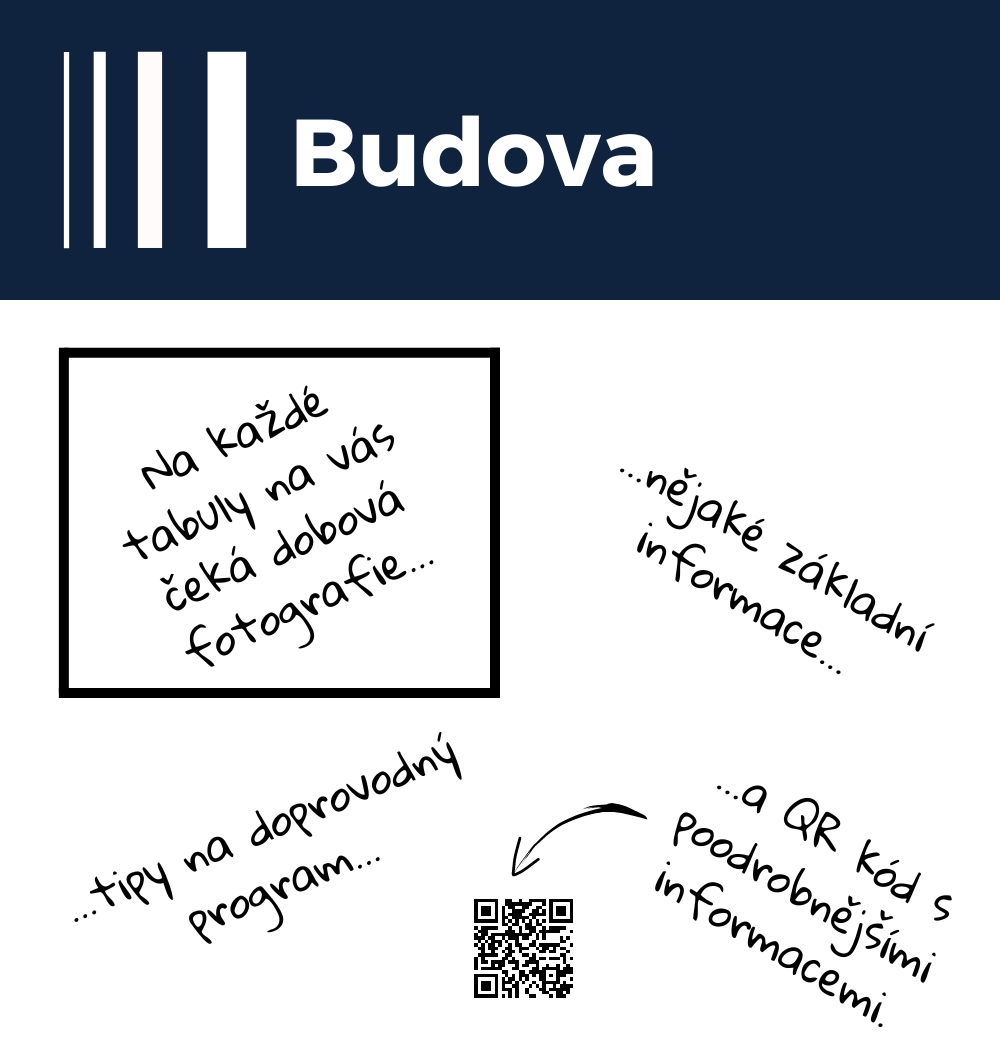 Budova
Na každé
tabuly na vás
čeká dobová
fotografie...
...nějaké základní
informace...
...tipy na doprovodný
program...
...a QR kód s
poodrobnějšími
informacemi.